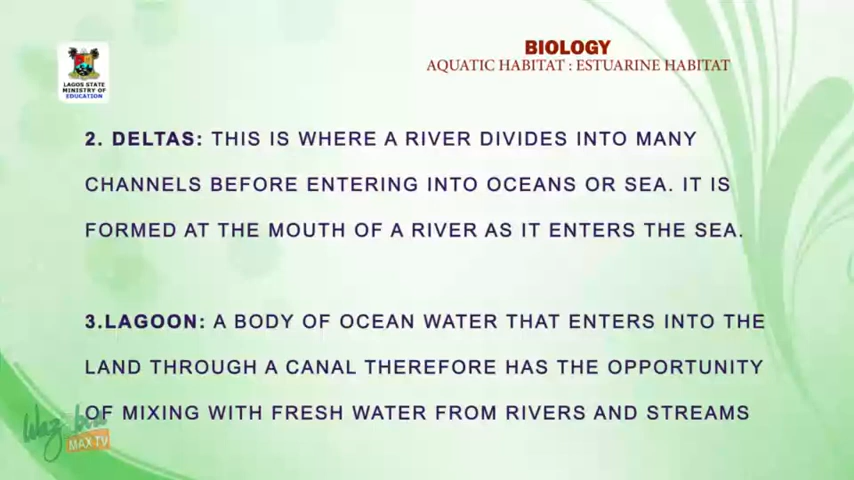 BIOLOGY
AQUATIC HABITAT : ESTUARINE HABITAT
LAGOS STATE
MINISTRY OF
EDUCATION
2. DELTAS: THIS IS WHERE A RIVER DIVIDES INTO MANY
CHANNELS BEFORE ENTERING INTO OCEANS OR SEA. IT IS
FORMED AT THE MOUTH OF A RIVER AS IT ENTERS THE SEA.
3.LAGOON: A BODY OF OCEAN WATER THAT ENTERS INTO THE
LAND THROUGH A CANAL THEREFORE HAS THE OPPORTUNITY
OF MIXING WITH FRESH WATER FROM RIVERS AND STREAMS
MAX TV